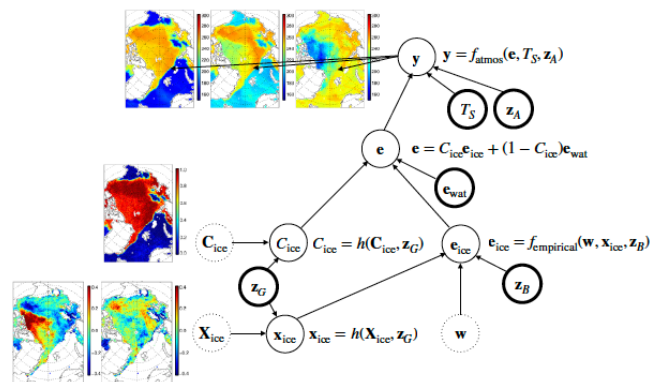 y
y = f_atmos(e, T_S, z_A)
T_S
z_A
e
e = C_ice e_ice + (1 − C_ice)e_wat
e_wat
C_ice
C_ice
C_ice = h(C_ice, z_G)
e_ice
e_ice = f_empirical(w, x_ice, z_B)
z_G
z_B
X_ice
x_ice
x_ice = h(X_ice, z_G)
w